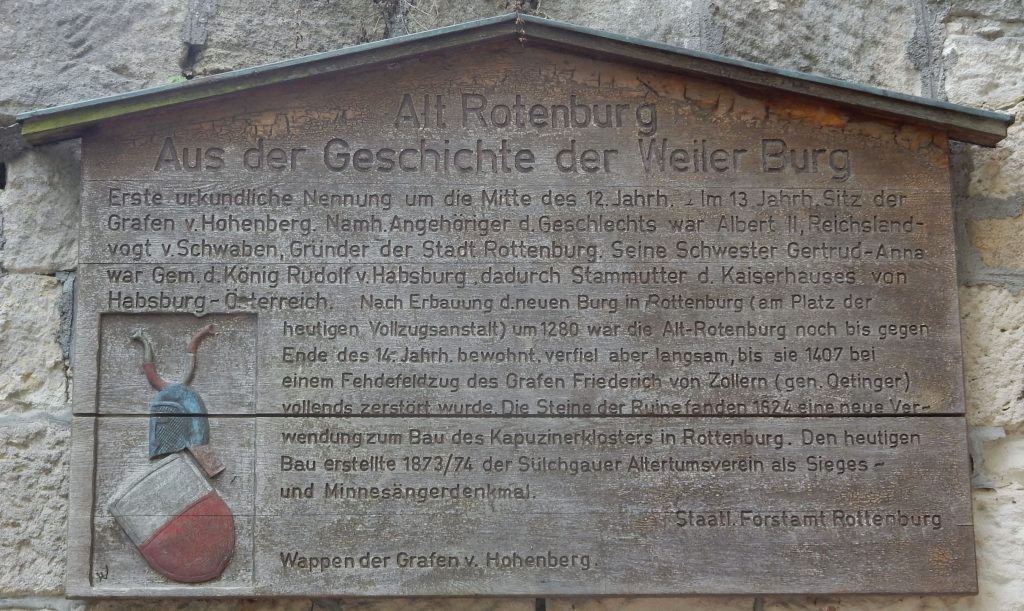 Alt Rotenburg
Aus der Geschichte der Weiler Burg
Erste urkundliche Nennung um die Mitte des 12. Jahrh. Im 13 Jahrh. Sitz der
Grafen v. Hohenberg. Namh. Angehöriger d. Geschlechts war Albert II, Reichsland-
vogt v. Schwaben, Gründer der Stadt Rottenburg. Seine Schwester Gertrud-Anna
war Gem. d. König Rudolf v. Habsburg, dadurch Stammutter d. Kaiserhauses von
Habsburg-Österreich. Nach Erbauung d. neuen Burg in Rottenburg (am Platz der
heutigen Vollzugsanstalt) um 1280 war die Alt-Rotenburg noch bis gegen
Ende des 14. Jahrh. bewohnt, verfiel aber langsam, bis sie 1407 bei
einem Fehdefeldzug des Grafen Friederich von Zollern (gen. Oetinger)
vollends zerstört wurde. Die Steine der Ruine fanden 1624 eine neue Ver-
wendung zum Bau des Kapuzinerklosters in Rottenburg. Den heutigen
Bau erstellte 1873/74 der Sülchgauer Altertumsverein als Sieges-
und Minnesängerdenkmal.
Staatl. Forstamt Rottenburg
Wappen der Grafen v. Hohenberg.